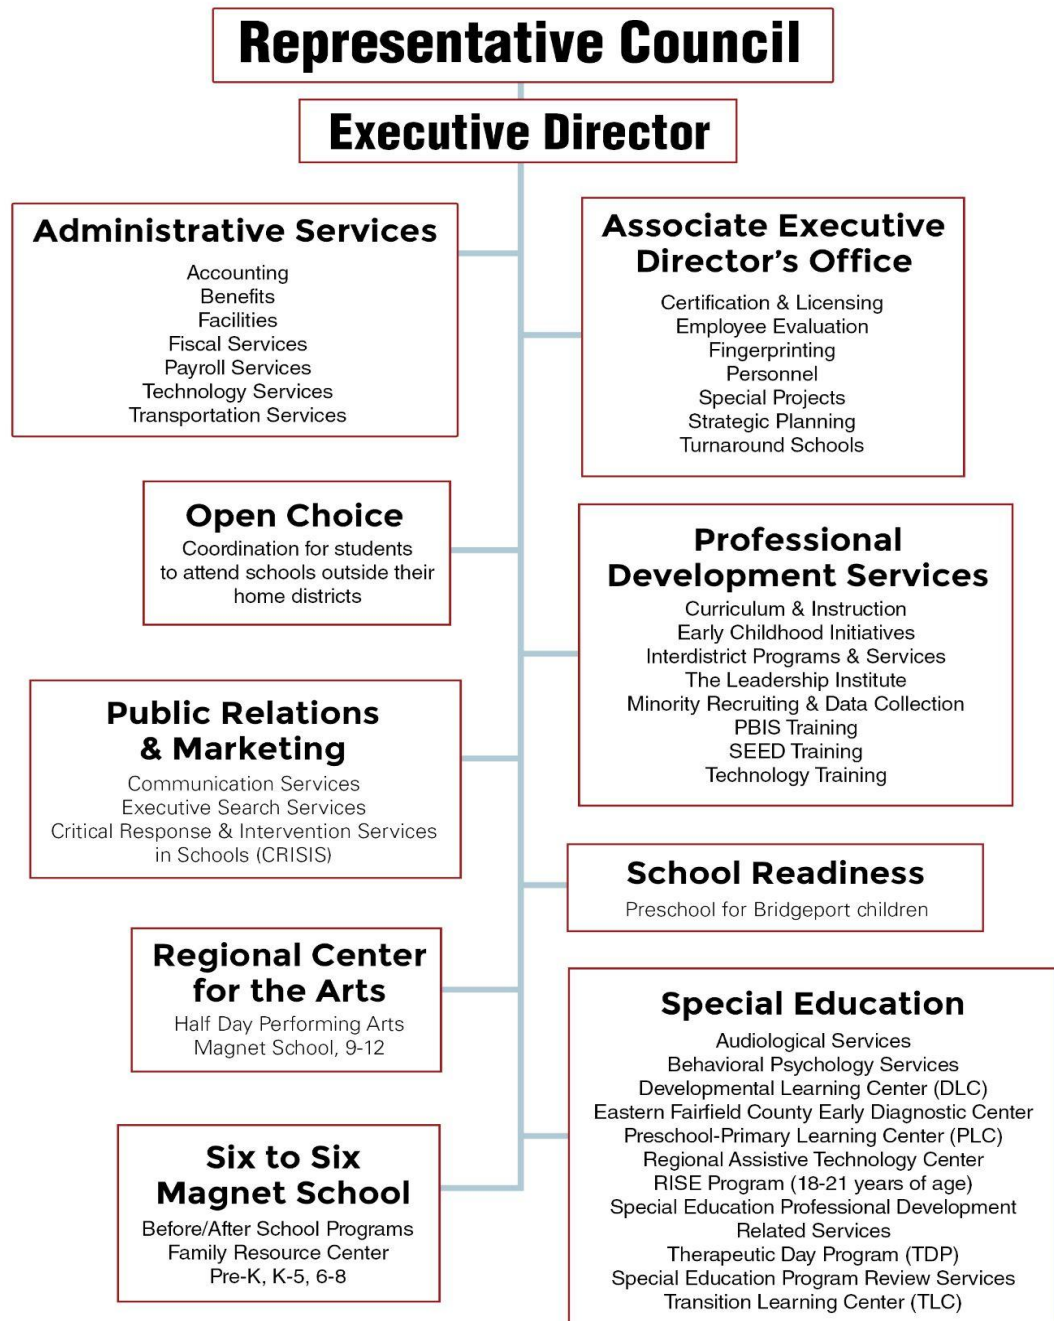 Representative Council
Executive Director
Administrative Services
Accounting
Benefits
Facilities
Fiscal Services
Payroll Services
Technology Services
Transportation Services
Associate Executive
Director's Office
Certification & Licensing
Employee Evaluation
Fingerprinting
Personnel
Special Projects
Strategic Planning
Turnaround Schools
Open Choice
Coordination for students
to attend schools outside their
home districts
Professional
Development Services
Curriculum & Instruction
Early Childhood Initiatives
Interdistrict Programs & Services
The Leadership Institute
Minority Recruiting & Data Collection
PBIS Training
SEED Training
Technology Training
Public Relations
& Marketing
Communication Services
Executive Search Services
Critical Response & Intervention Services
in Schools (CRISIS)
School Readiness
Preschool for Bridgeport children
Regional Center
for the Arts
Half Day Performing Arts
Magnet School, 9-12
Special Education
Audiological Services
Behavioral Psychology Services
Developmental Learning Center (DLC)
Eastern Fairfield County Early Diagnostic Center
Preschool-Primary Learning Center (PLC)
Regional Assistive Technology Center
RISE Program (18-21 years of age)
Special Education Professional Development
Related Services
Therapeutic Day Program (TDP)
Special Education Program Review Services
Transition Learning Center (TLC)
Six to Six
Magnet School
Before/After School Programs
Family Resource Center
Pre-K, K-5, 6-8